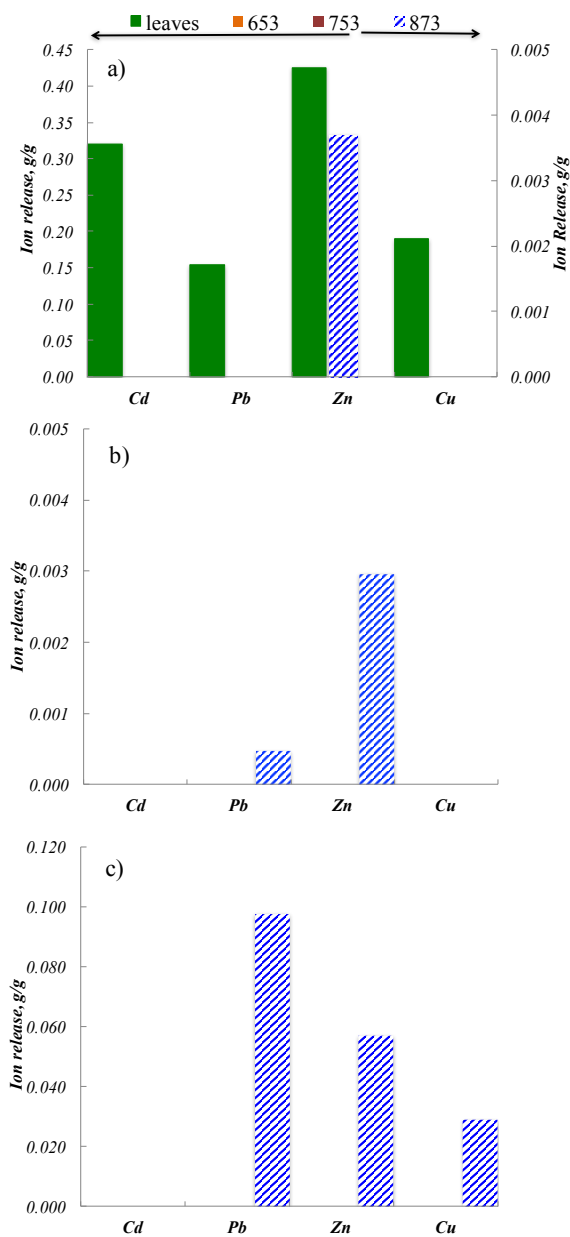 leaves 653 753 873
a)
Ion release, g/g
0.45
0.40
0.35
0.30
0.25
0.20
0.15
0.10
0.05
0.00
0.005
0.004
0.003
0.002
0.001
0.000
Ion Release, g/g
Cd Pb Zn Cu
b)
Ion release, g/g
0.005
0.004
0.003
0.002
0.001
0.000
Cd Pb Zn Cu
c)
Ion release, g/g
0.120
0.100
0.080
0.060
0.040
0.020
0.000
Cd Pb Zn Cu